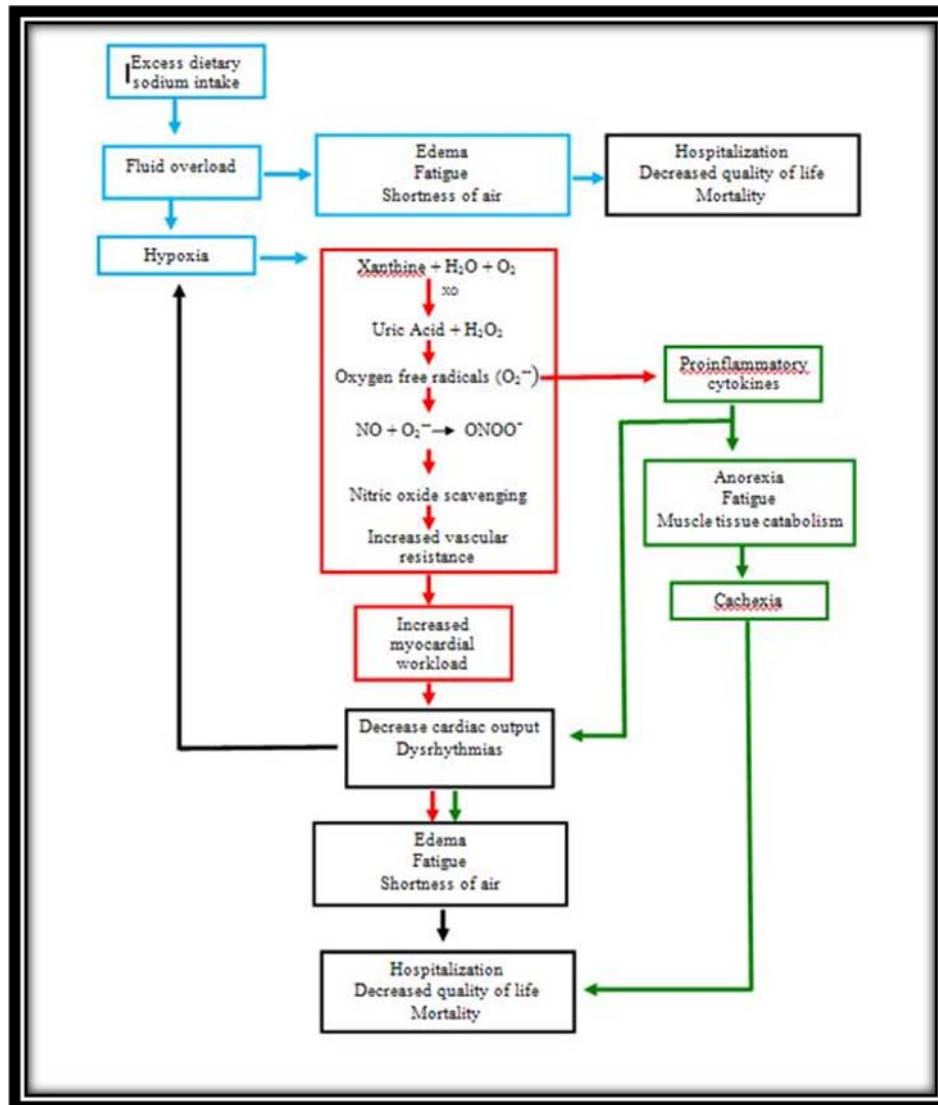 Excess dietary
sodium intake
Fluid overload
Edema
Fatigue
Shortness of air
Hospitalization
Decreased quality of life
Mortality
Hypoxia
Xanthine + H₂O + O₂
XO
Uric Acid + H₂O₂
Oxygen free radicals (O₂˙⁻)
Proinflammatory
cytokines
NO + O₂˙⁻ → ONOO⁻
Nitric oxide scavenging
Increased vascular
resistance
Anorexia
Fatigue
Muscle tissue catabolism
Cachexia
Increased
myocardial
workload
Decrease cardiac output
Dysrhythmias
Edema
Fatigue
Shortness of air
Hospitalization
Decreased quality of life
Mortality